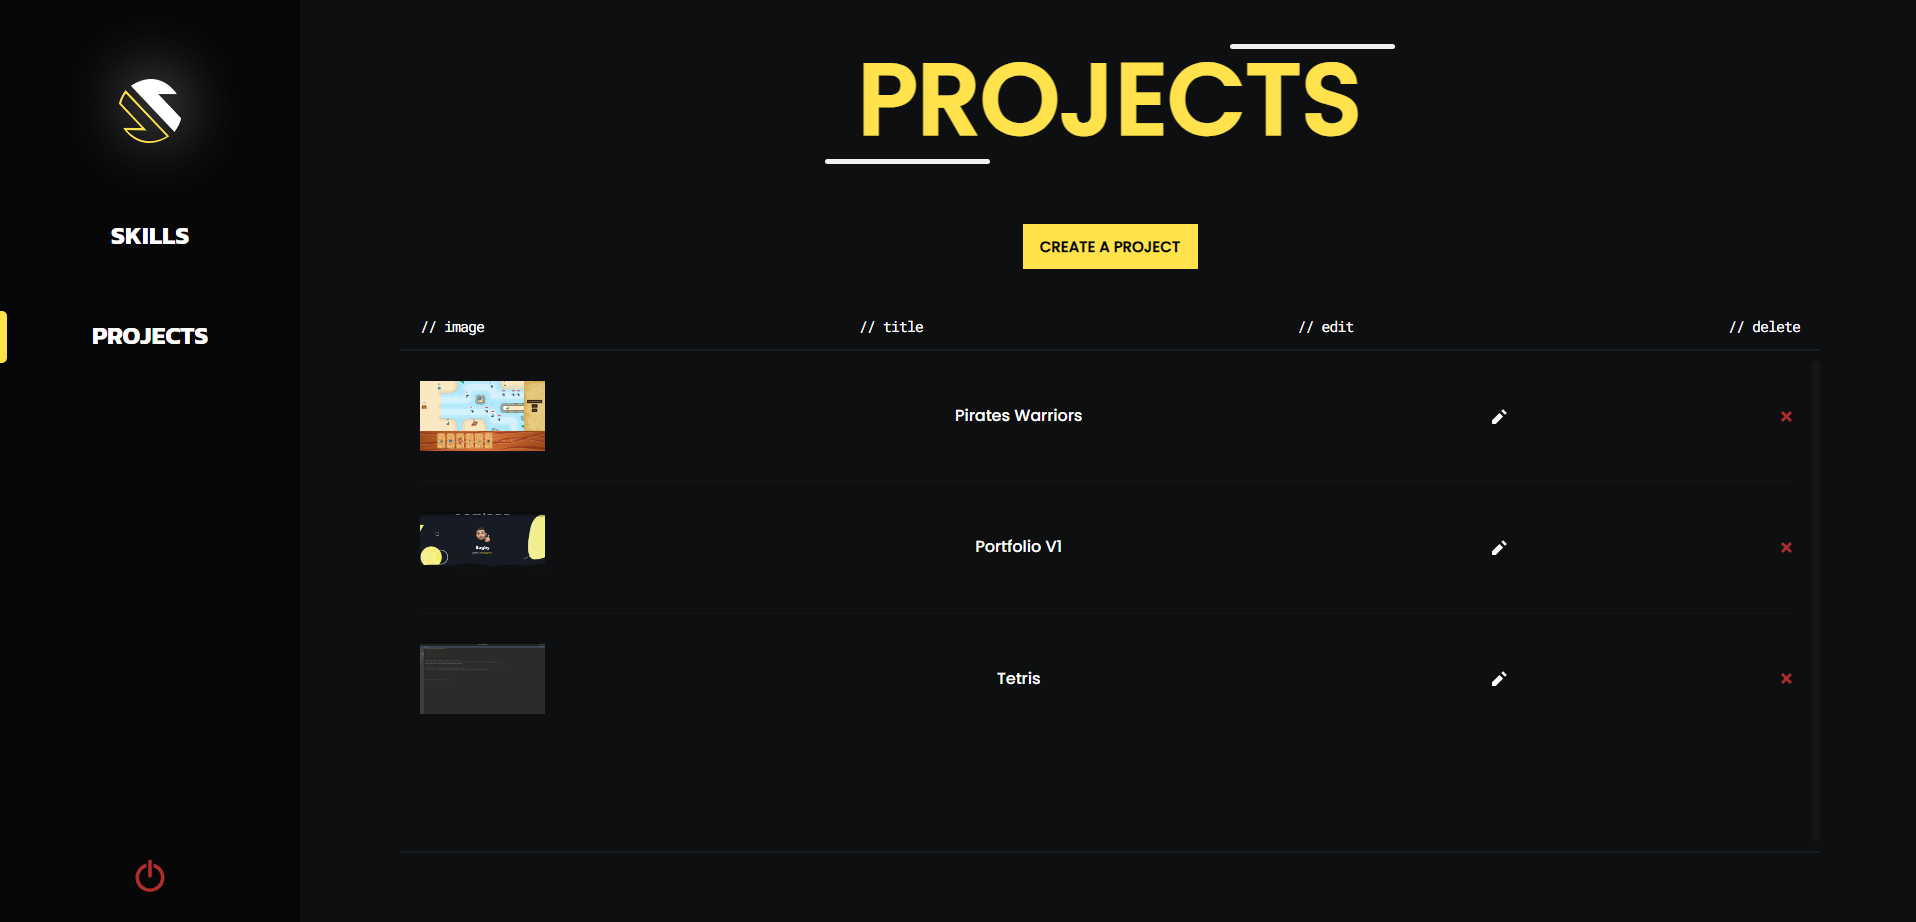 PROJECTS
SKILLS
CREATE A PROJECT
PROJECTS
// image // title // edit // delete
Pirates Warriors
Portfolio V1
Tetris